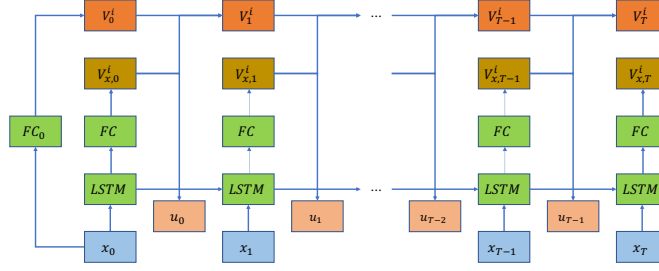 V_0^i V_1^i ... V_{T-1}^i V_T^i
V_{x,0}^i V_{x,1}^i V_{x,T-1}^i V_{x,T}^i
FC_0 FC FC FC FC
LSTM LSTM ... LSTM LSTM
u_0 u_1 u_{T-2} u_{T-1}
x_0 x_1 x_{T-1} x_T